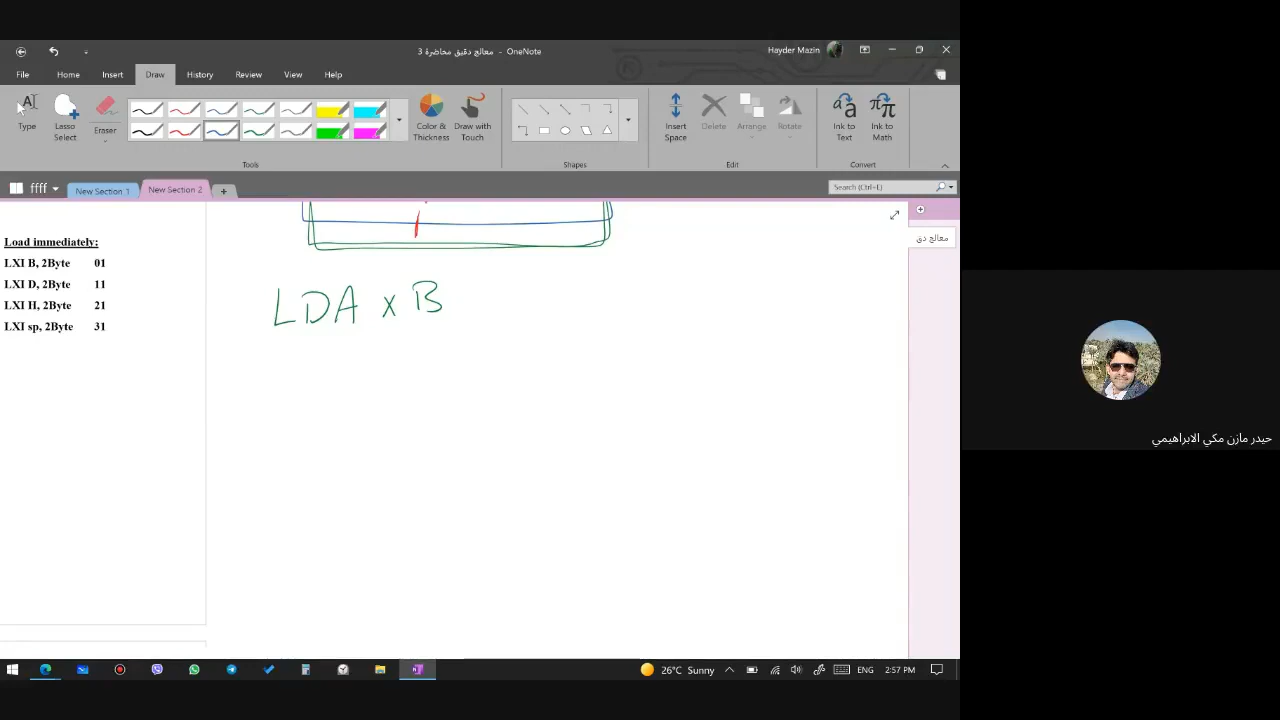 معالج دقيق محاضرة 3 - OneNote
Hayder Mazin
File Home Insert Draw History Review View Help
Type
Lasso Select
Eraser
Color & Thickness
Draw with Touch
Insert Space
Delete
Arrange
Rotate
Ink to Text
Ink to Math
Tools Shapes Edit Convert
ffff New Section 1 New Section 2
Search (Ctrl+E)
معالج دق
Load immediately:
LXI B, 2Byte 01
LXI D, 2Byte 11
LXI H, 2Byte 21
LXI sp, 2Byte 31
LDA x B
حيدر مازن مكي الابراهيمي
26°C Sunny ENG 2:57 PM